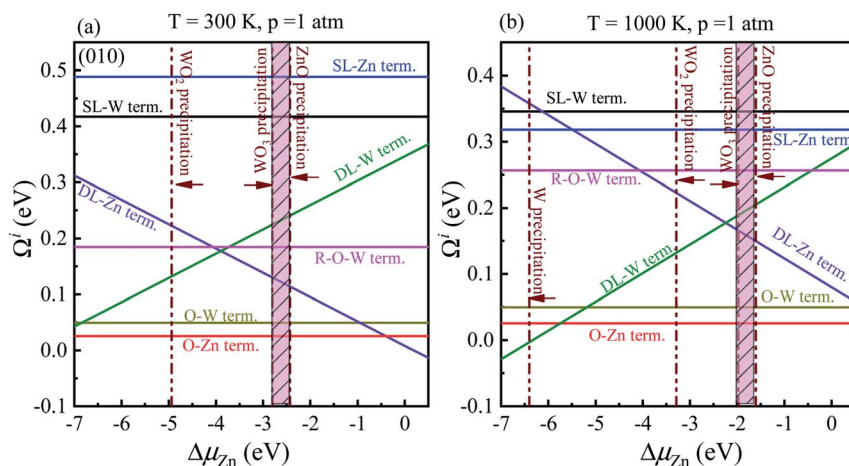 (a) T = 300 K, p =1 atm
(010)
SL-Zn term.
SL-W term.
DL-W term.
DL-Zn term.
R-O-W term.
O-W term.
O-Zn term.
WO₂ precipitation
WO₃ precipitation
ZnO precipitation
0.5
0.4
0.3
0.2
0.1
0.0
-0.1
Ωⁱ (eV)
-7 -6 -5 -4 -3 -2 -1 0
Δμ_Zn (eV)
(b) T = 1000 K, p =1 atm
SL-W term.
SL-Zn term.
R-O-W term.
DL-W term.
DL-Zn term.
O-W term.
O-Zn term.
W precipitation
WO₂ precipitation
WO₃ precipitation
ZnO precipitation
0.4
0.3
0.2
0.1
0.0
-0.1
Ωⁱ (eV)
-7 -6 -5 -4 -3 -2 -1 0
Δμ_Zn (eV)